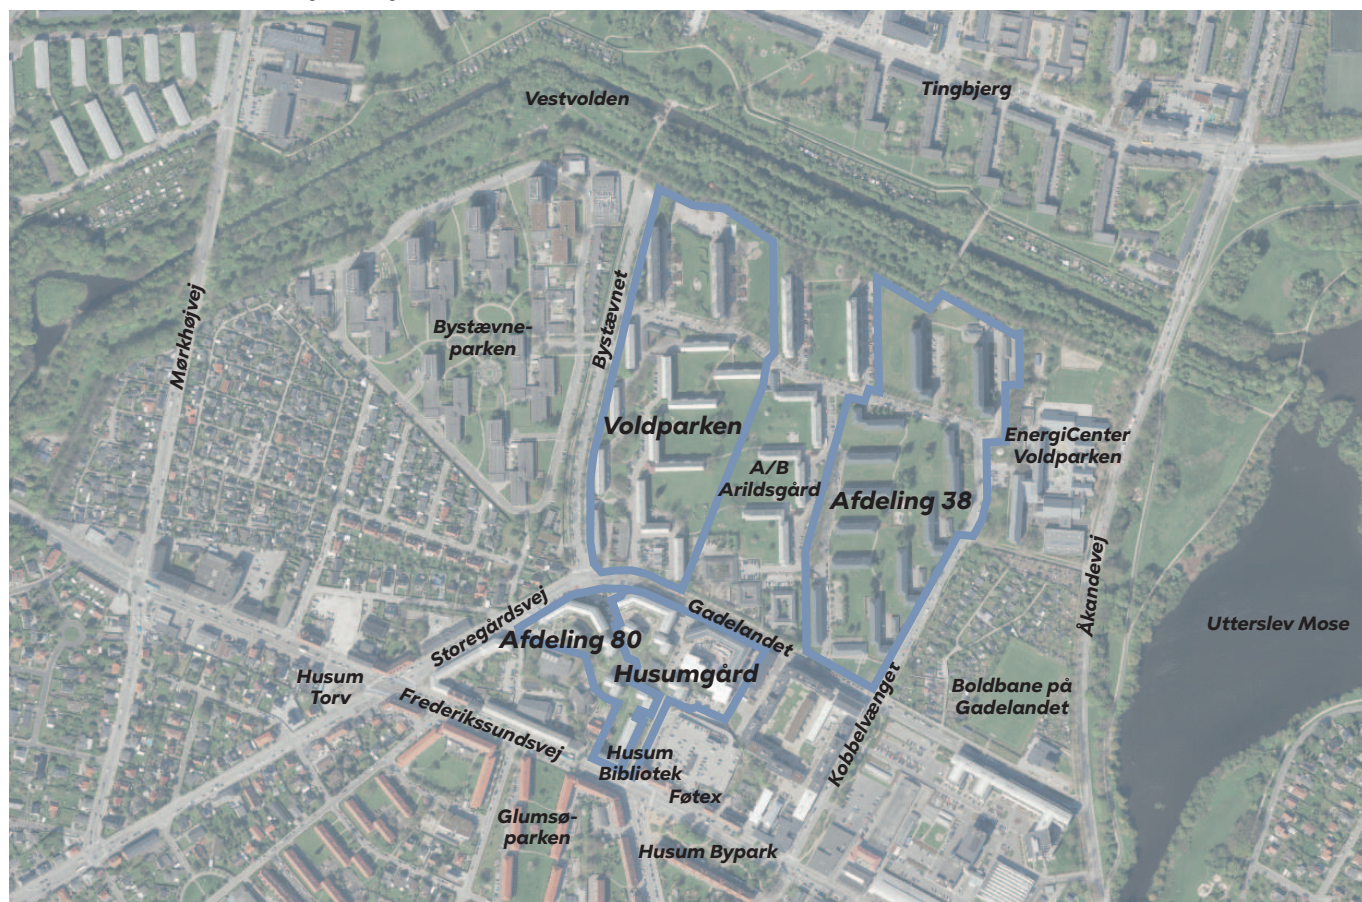 Vestvolden
Tingbjerg
Mørkhøjvej
Bystævne-
parken
Bystævnet
Voldparken
A/B
Arildsgård
Afdeling 38
EnergiCenter
Voldparken
Åkandevej
Utterslev Mose
Storegårdsvej
Gadelandet
Afdeling 80
Husumgård
Husum
Torv
Frederikssundsvej
Kobbelvænget
Boldbane på
Gadelandet
Husum
Bibliotek
Føtex
Glumsø-
parken
Husum Bypark